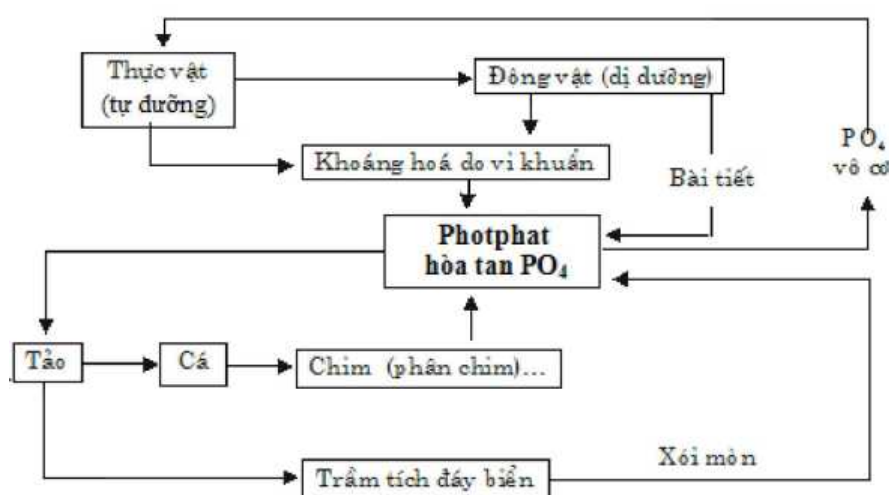 Thực vật
(tự dưỡng)
Động vật (dị dưỡng)
Khoáng hoá do vi khuẩn
Bài tiết
PO₄
vô cơ
Photphat
hòa tan PO₄
Tảo
Cá
Chim (phân chim)...
Trầm tích đáy biển
Xói mòn